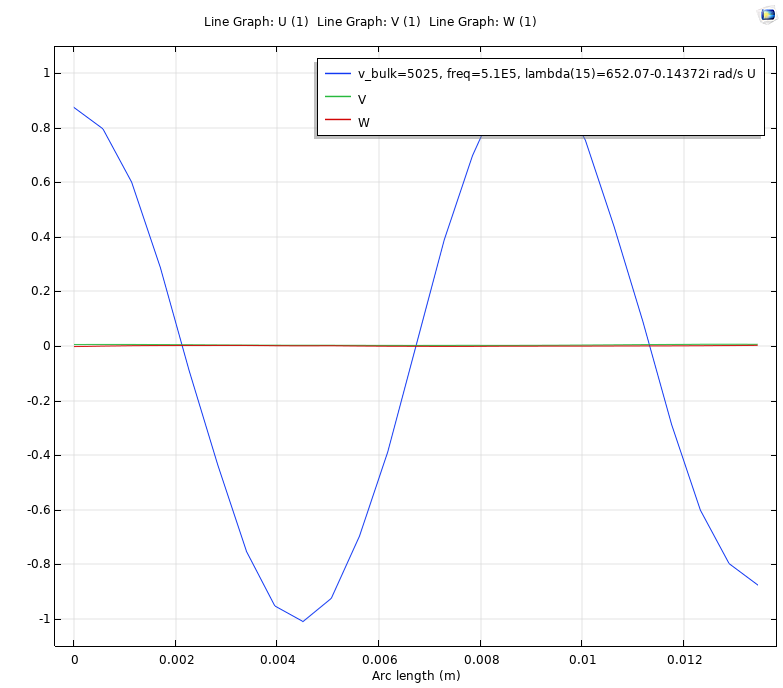 Line Graph: U (1) Line Graph: V (1) Line Graph: W (1)
v_bulk=5025, freq=5.1E5, lambda(15)=652.07-0.14372i rad/s U
V
W
1
0.8
0.6
0.4
0.2
0
-0.2
-0.4
-0.6
-0.8
-1
0 0.002 0.004 0.006 0.008 0.01 0.012
Arc length (m)